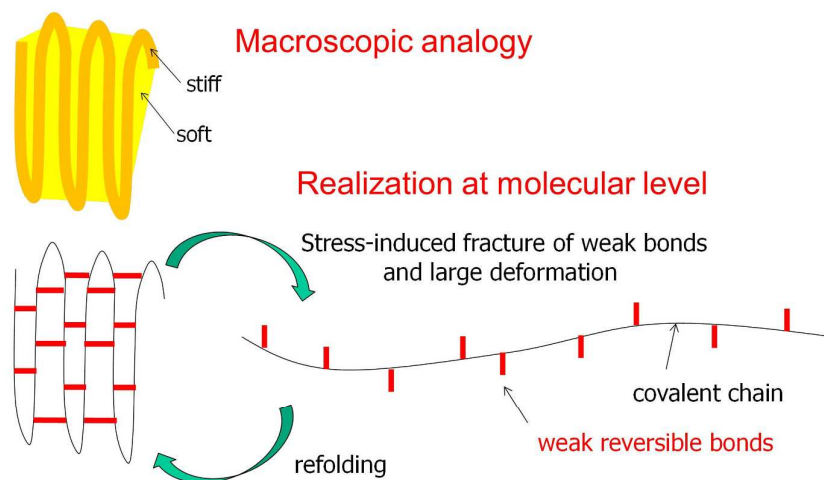 Macroscopic analogy
stiff
soft
Realization at molecular level
Stress-induced fracture of weak bonds
and large deformation
covalent chain
weak reversible bonds
refolding